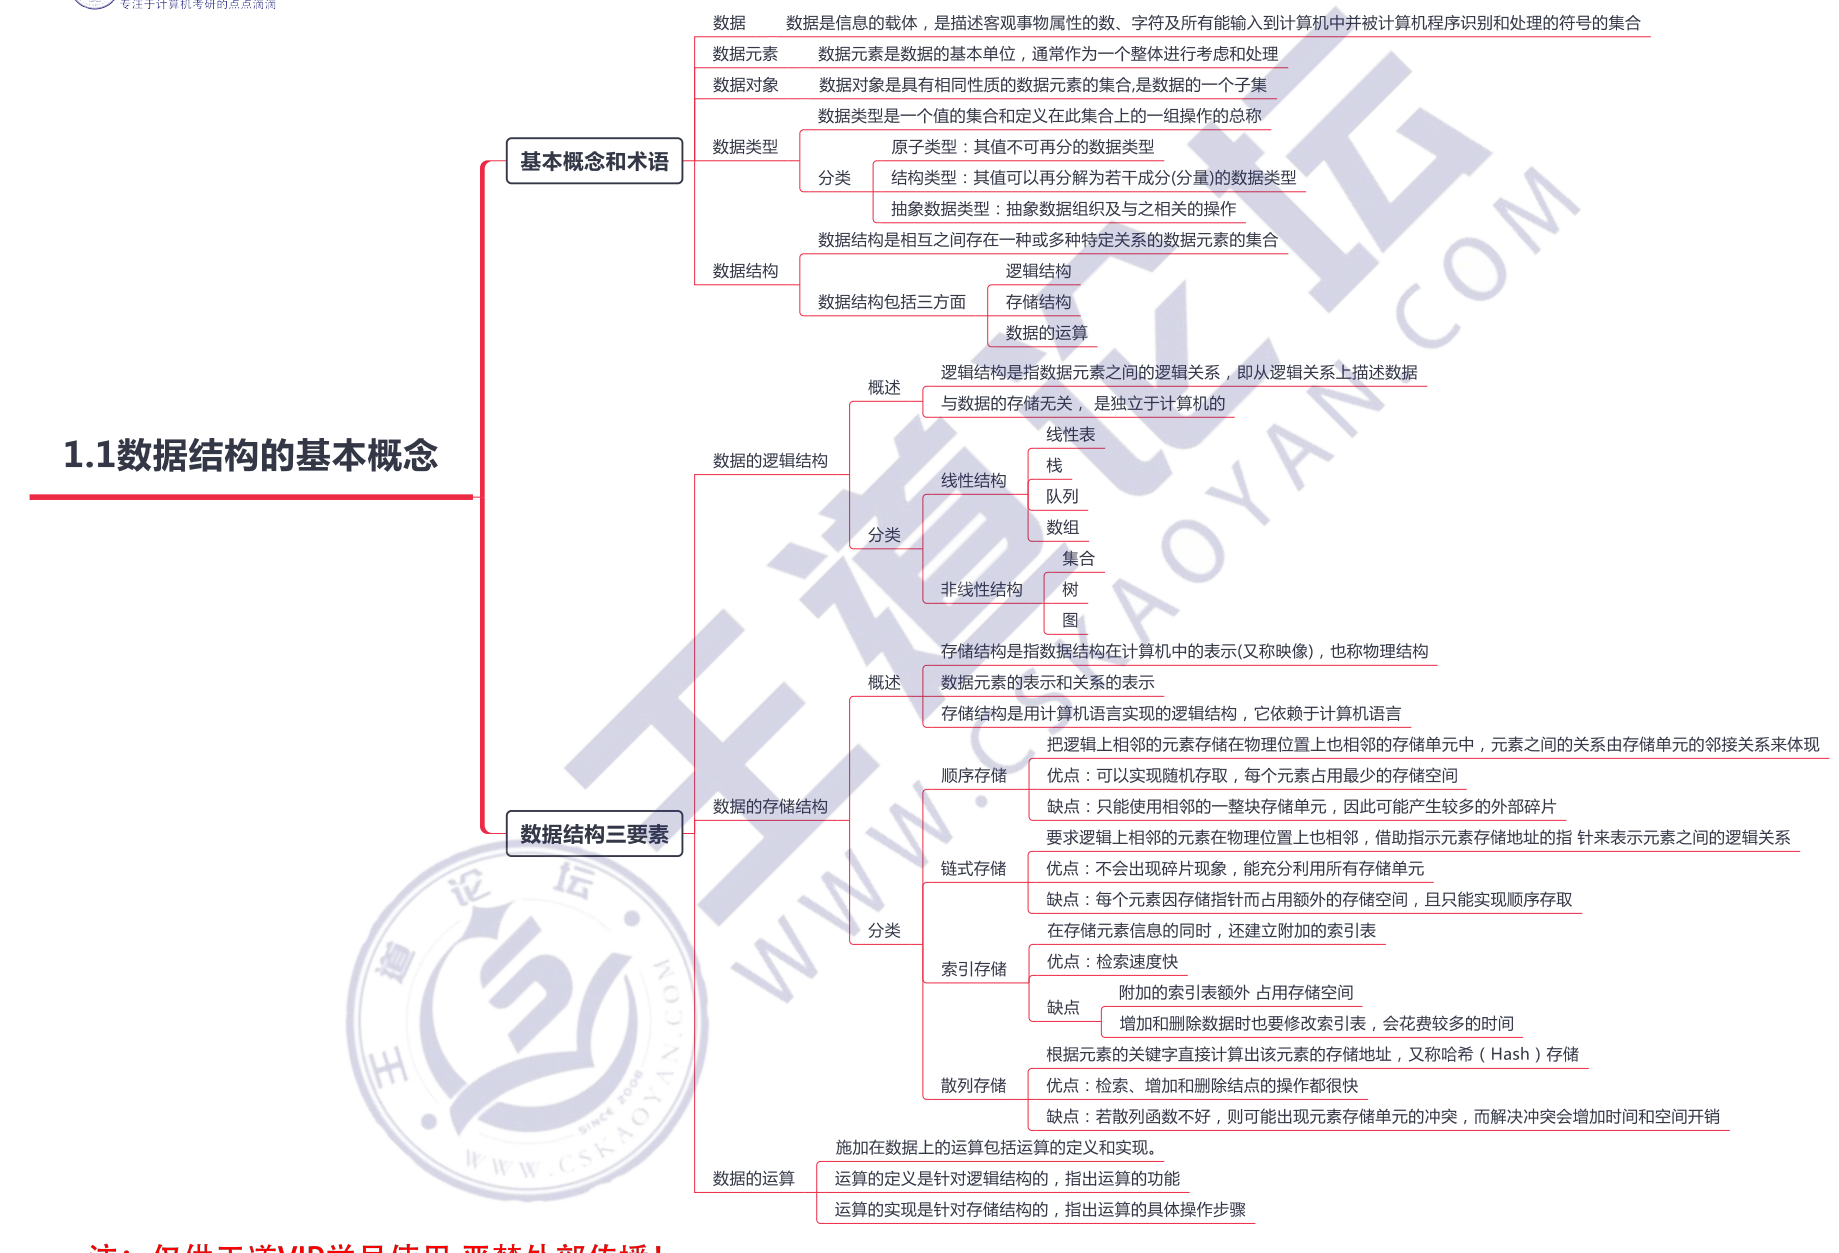 专注于计算机考研的点点滴滴
1.1数据结构的基本概念
基本概念和术语
数据
数据是信息的载体，是描述客观事物属性的数、字符及所有能输入到计算机中并被计算机程序识别和处理的符号的集合
数据元素
数据元素是数据的基本单位，通常作为一个整体进行考虑和处理
数据对象
数据对象是具有相同性质的数据元素的集合,是数据的一个子集
数据类型
数据类型是一个值的集合和定义在此集合上的一组操作的总称
分类
原子类型：其值不可再分的数据类型
结构类型：其值可以再分解为若干成分(分量)的数据类型
抽象数据类型：抽象数据组织及与之相关的操作
数据结构
数据结构是相互之间存在一种或多种特定关系的数据元素的集合
数据结构包括三方面
逻辑结构
存储结构
数据的运算
数据结构三要素
数据的逻辑结构
概述
逻辑结构是指数据元素之间的逻辑关系，即从逻辑关系上描述数据
与数据的存储无关， 是独立于计算机的
分类
线性结构
线性表
栈
队列
数组
非线性结构
集合
树
图
数据的存储结构
概述
存储结构是指数据结构在计算机中的表示(又称映像)，也称物理结构
数据元素的表示和关系的表示
存储结构是用计算机语言实现的逻辑结构，它依赖于计算机语言
分类
顺序存储
把逻辑上相邻的元素存储在物理位置上也相邻的存储单元中，元素之间的关系由存储单元的邻接关系来体现
优点：可以实现随机存取，每个元素占用最少的存储空间
缺点：只能使用相邻的一整块存储单元，因此可能产生较多的外部碎片
链式存储
要求逻辑上相邻的元素在物理位置上也相邻，借助指示元素存储地址的指 针来表示元素之间的逻辑关系
优点：不会出现碎片现象，能充分利用所有存储单元
缺点：每个元素因存储指针而占用额外的存储空间，且只能实现顺序存取
索引存储
在存储元素信息的同时，还建立附加的索引表
优点：检索速度快
缺点
附加的索引表额外 占用存储空间
增加和删除数据时也要修改索引表，会花费较多的时间
散列存储
根据元素的关键字直接计算出该元素的存储地址，又称哈希（Hash）存储
优点：检索、增加和删除结点的操作都很快
缺点：若散列函数不好，则可能出现元素存储单元的冲突，而解决冲突会增加时间和空间开销
数据的运算
施加在数据上的运算包括运算的定义和实现。
运算的定义是针对逻辑结构的，指出运算的功能
运算的实现是针对存储结构的，指出运算的具体操作步骤
王道论坛
WWW.CSKAOYAN.COM
王道论坛
SINCE 2008
WWW.CSKAOYAN.COM
注：仅供王道VIP学员使用,严禁外部传播！